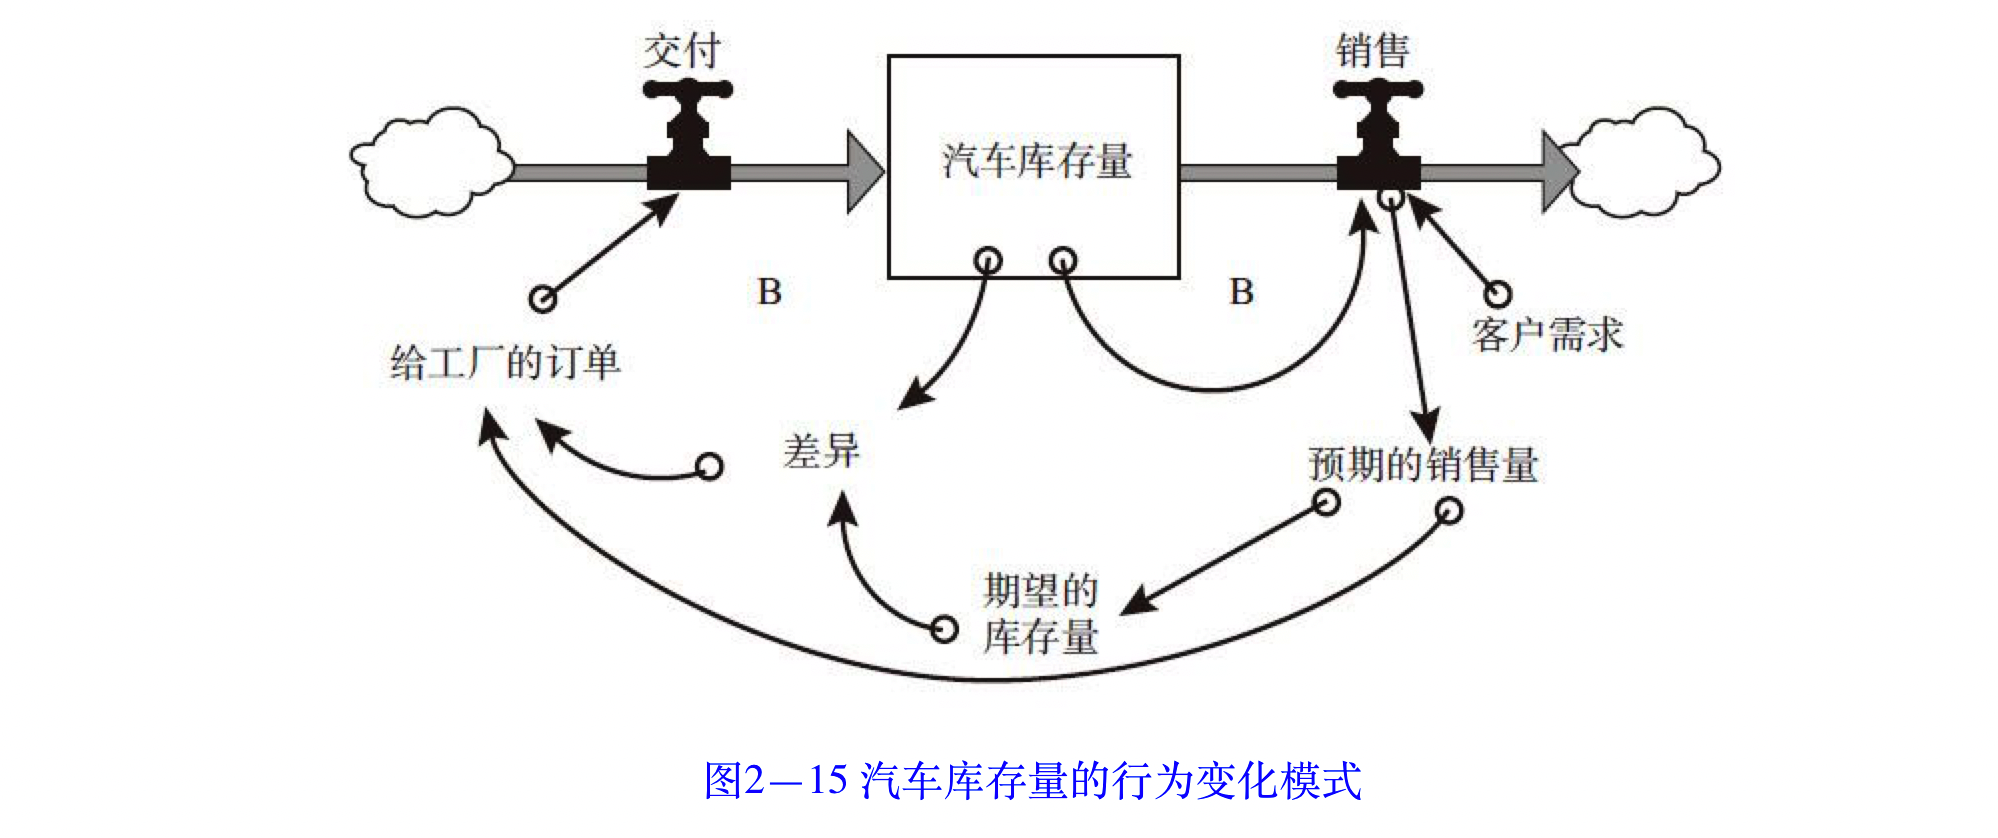 交付
销售
汽车库存量
B
B
客户需求
给工厂的订单
差异
预期的销售量
期望的
库存量
图2—15 汽车库存量的行为变化模式